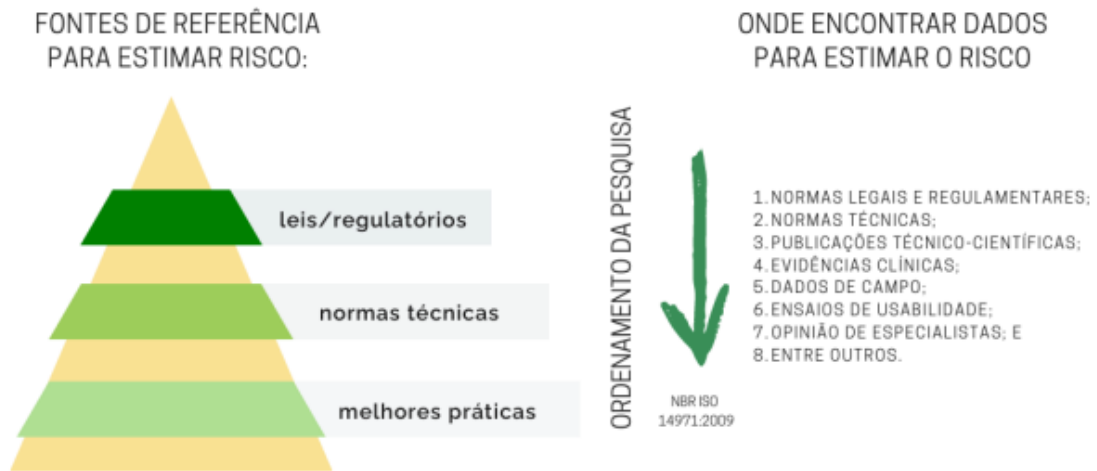 FONTES DE REFERÊNCIA
PARA ESTIMAR RISCO:
leis/regulatórios
normas técnicas
melhores práticas
ONDE ENCONTRAR DADOS
PARA ESTIMAR O RISCO
ORDENAMENTO DA PESQUISA
1.NORMAS LEGAIS E REGULAMENTARES;
2.NORMAS TÉCNICAS;
3.PUBLICAÇÕES TÉCNICO-CIENTÍFICAS;
4.EVIDÊNCIAS CLÍNICAS;
5.DADOS DE CAMPO;
6.ENSAIOS DE USABILIDADE;
7.OPINIÃO DE ESPECIALISTAS; E
8.ENTRE OUTROS.
NBR ISO
14971:2009